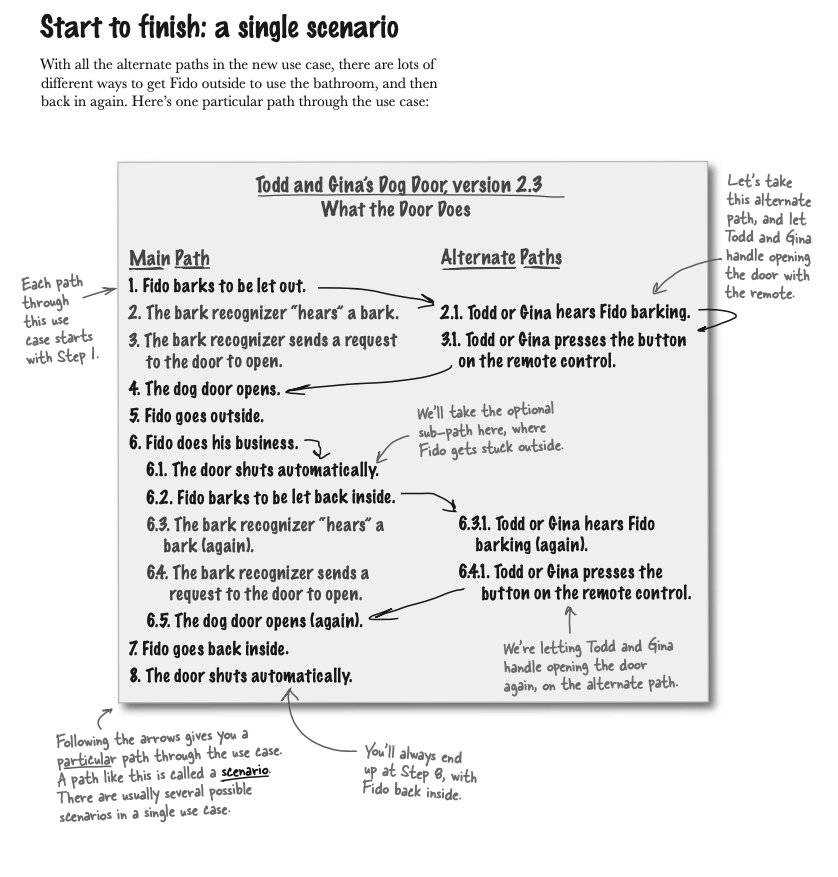 Start to finish: a single scenario
With all the alternate paths in the new use case, there are lots of
different ways to get Fido outside to use the bathroom, and then
back in again. Here's one particular path through the use case:
Todd and Gina's Dog Door, version 2.3
What the Door Does
Let's take
this alternate
path, and let
Todd and Gina
handle opening
the door with
the remote.
Each path
through
this use
case starts
with Step 1.
Main Path
1. Fido barks to be let out.
2. The bark recognizer "hears" a bark.
3. The bark recognizer sends a request
to the door to open.
4. The dog door opens.
5. Fido goes outside.
6. Fido does his business.
6.1. The door shuts automatically.
6.2. Fido barks to be let back inside.
6.3. The bark recognizer "hears" a
bark (again).
6.4. The bark recognizer sends a
request to the door to open.
6.5. The dog door opens (again).
7. Fido goes back inside.
8. The door shuts automatically.
Alternate Paths
2.1. Todd or Gina hears Fido barking.
3.1. Todd or Gina presses the button
on the remote control.
We'll take the optional
sub-path here, where
Fido gets stuck outside.
6.3.1. Todd or Gina hears Fido
barking (again).
6.4.1. Todd or Gina presses the
button on the remote control.
We're letting Todd and Gina
handle opening the door
again, on the alternate path.
Following the arrows gives you a
particular path through the use case.
A path like this is called a scenario.
There are usually several possible
scenarios in a single use case.
You'll always end
up at Step 8, with
Fido back inside.